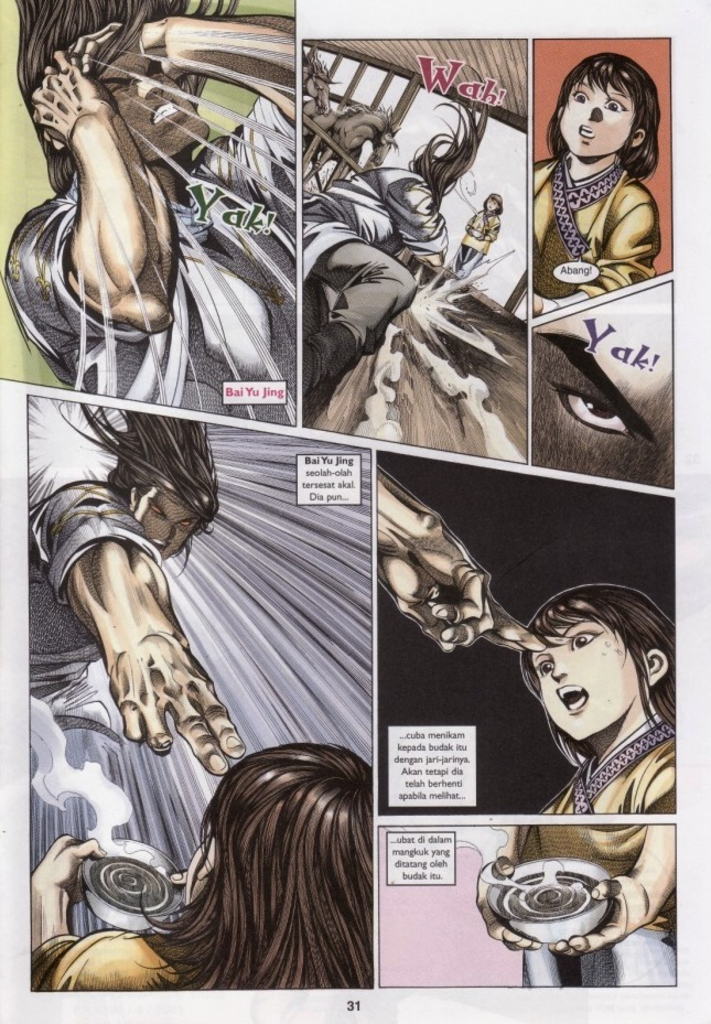 Yak!
Bai Yu Jing
Wah!
Abang!
Yak!
Bai Yu Jing
seolah-olah
tersesat akal.
Dia pun...
...cuba menikam
kepada budak itu
dengan jari-jarinya.
Akan tetapi dia
telah berhenti
apabila melihat...
...ubat di dalam
mangkuk yang
ditatang oleh
budak itu.
31